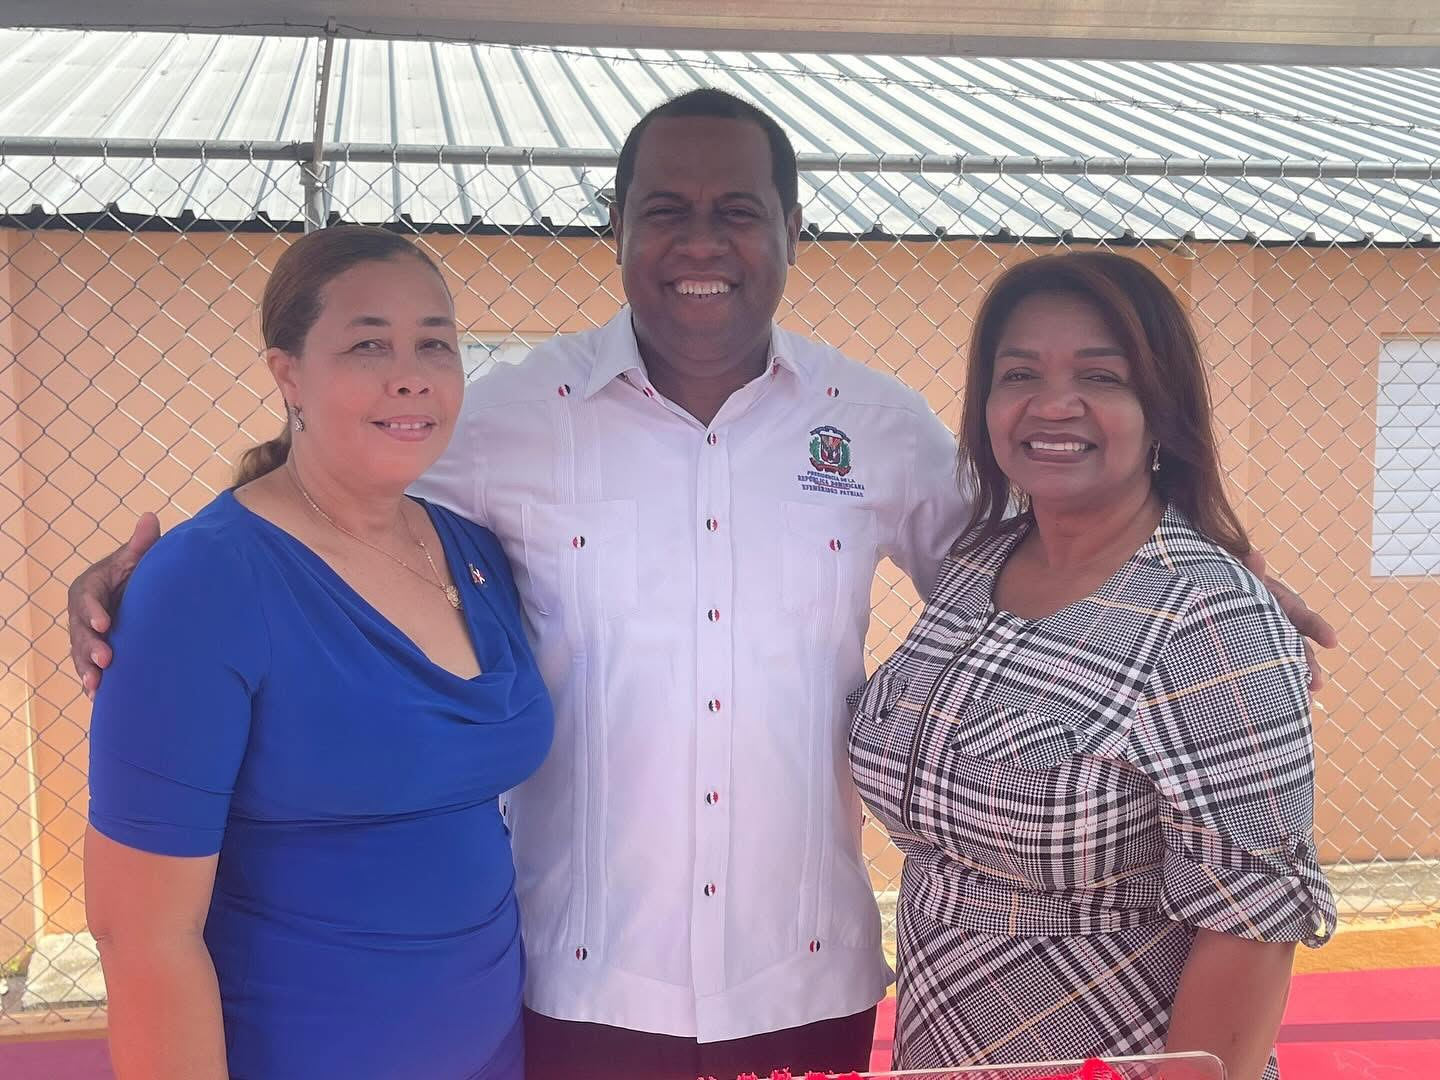 PRESIDENCIA DE LA
REPÚBLICA DOMINICANA
EFEMÉRIDES PATRIAS